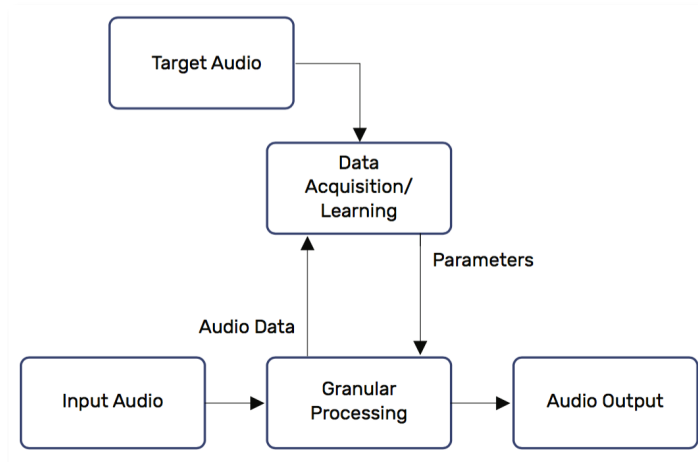 Target Audio
Data
Acquisition/
Learning
Parameters
Audio Data
Input Audio
Granular
Processing
Audio Output